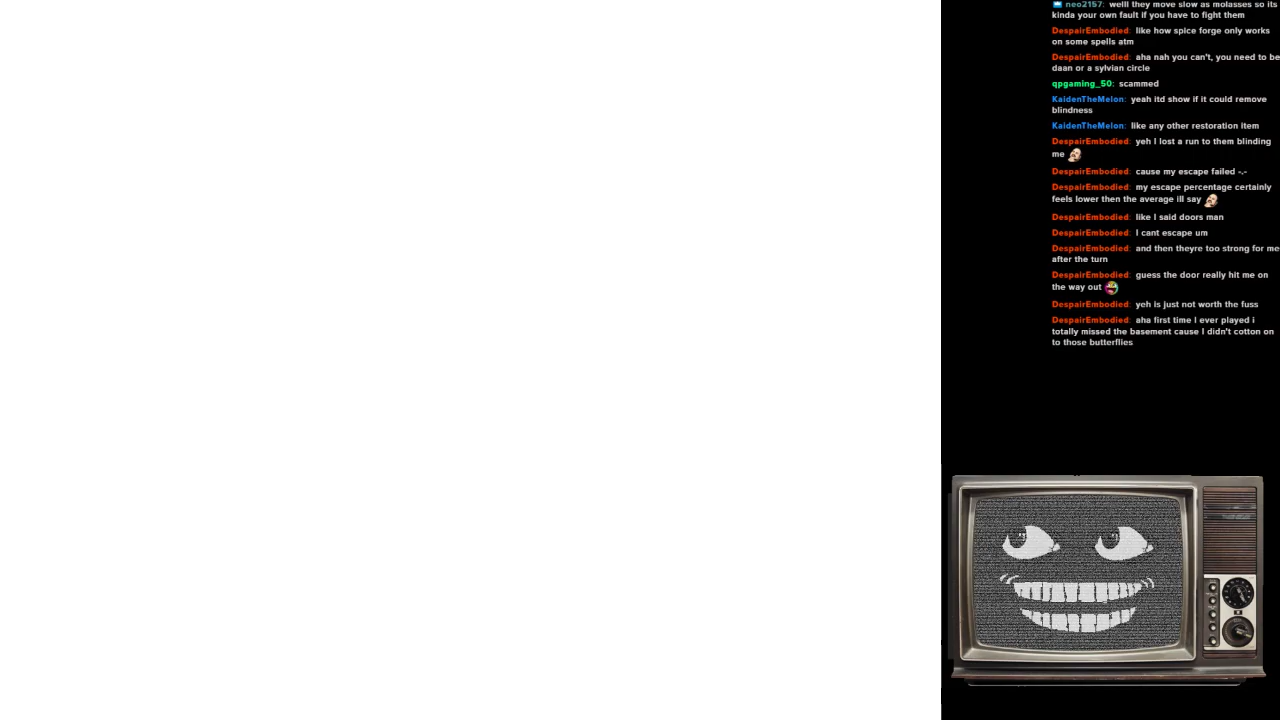 neo2157: welll they move slow as molasses so its
kinda your own fault if you have to fight them
DespairEmbodied: like how spice forge only works
on some spells atm
DespairEmbodied: aha nah you can't, you need to be
daan or a sylvian circle
qpgaming_50: scammed
KaidenTheMelon: yeah itd show if it could remove
blindness
KaidenTheMelon: like any other restoration item
DespairEmbodied: yeh I lost a run to them blinding
me
DespairEmbodied: cause my escape failed -.-
DespairEmbodied: my escape percentage certainly
feels lower then the average ill say
DespairEmbodied: like I said doors man
DespairEmbodied: I cant escape um
DespairEmbodied: and then theyre too strong for me
after the turn
DespairEmbodied: guess the door really hit me on
the way out
DespairEmbodied: yeh is just not worth the fuss
DespairEmbodied: aha first time I ever played i
totally missed the basement cause I didn't cotton on
to those butterflies